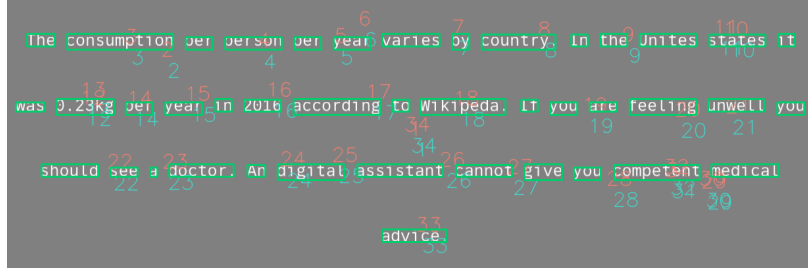 The consumption per person per year varies by country. In the Unites states it
was 0.23kg per year in 2016 according to Wikipeda. If you are feeling unwell you
should see a doctor. An digital assistant cannot give you competent medical
advice.